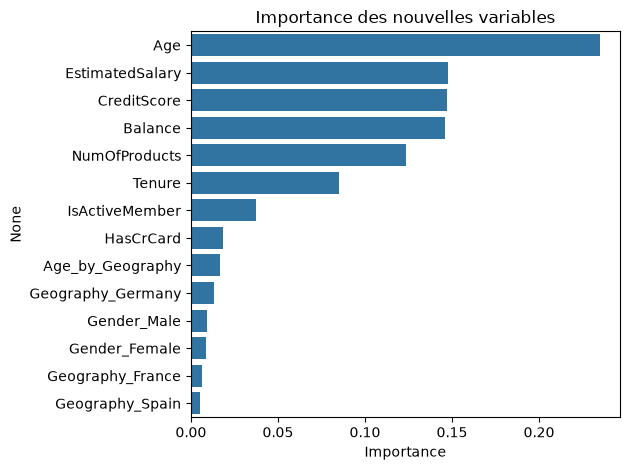 Importance des nouvelles variables
Age
EstimatedSalary
CreditScore
Balance
NumOfProducts
Tenure
IsActiveMember
HasCrCard
Age_by_Geography
Geography_Germany
Gender_Male
Gender_Female
Geography_France
Geography_Spain
None
0.00 0.05 0.10 0.15 0.20
Importance